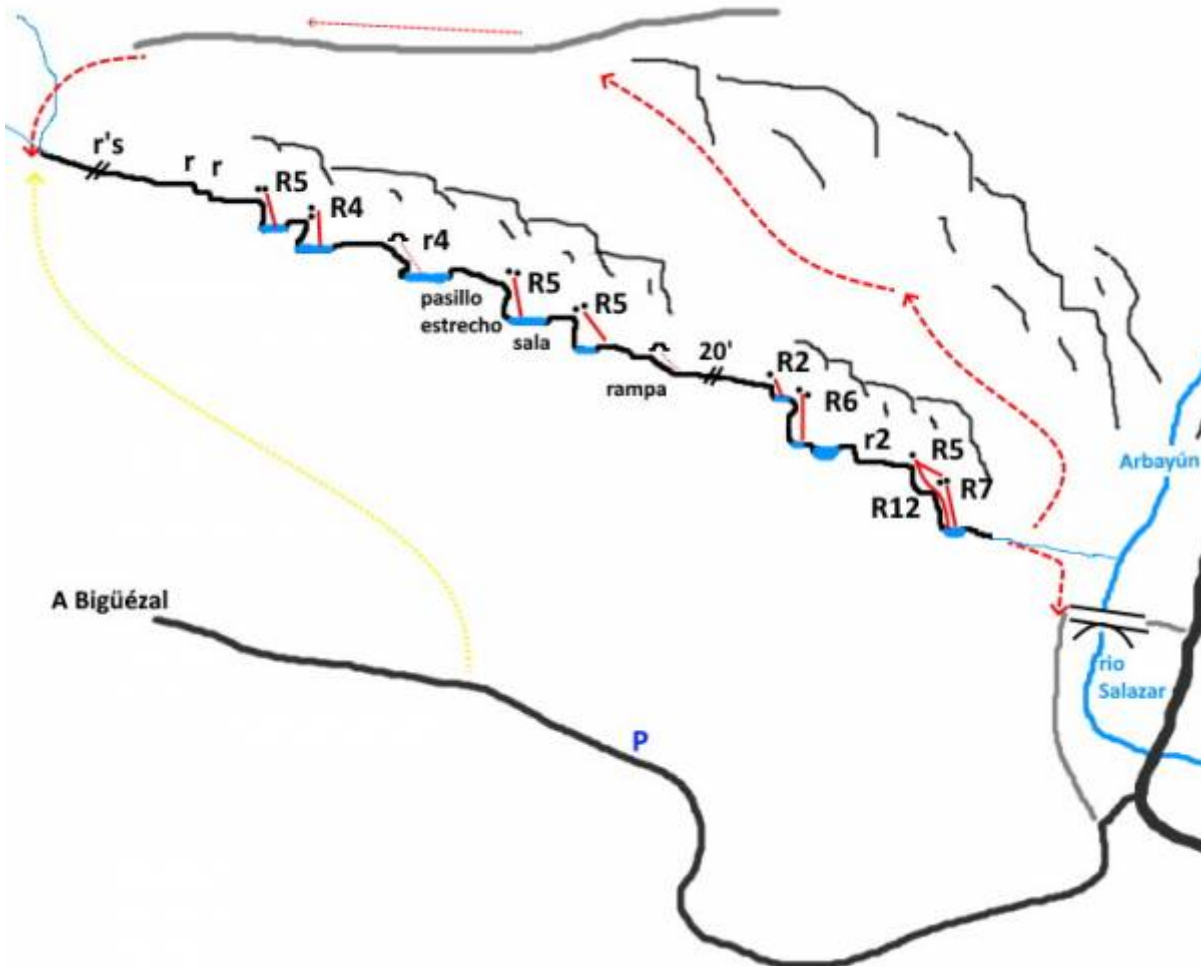 r's
r r
R5
R4
r4
pasillo
estrecho
R5
sala
R5
rampa
20'
R2
R6
r2
R5
R7
R12
Arbayún
A Bigüézal
rio
Salazar
P